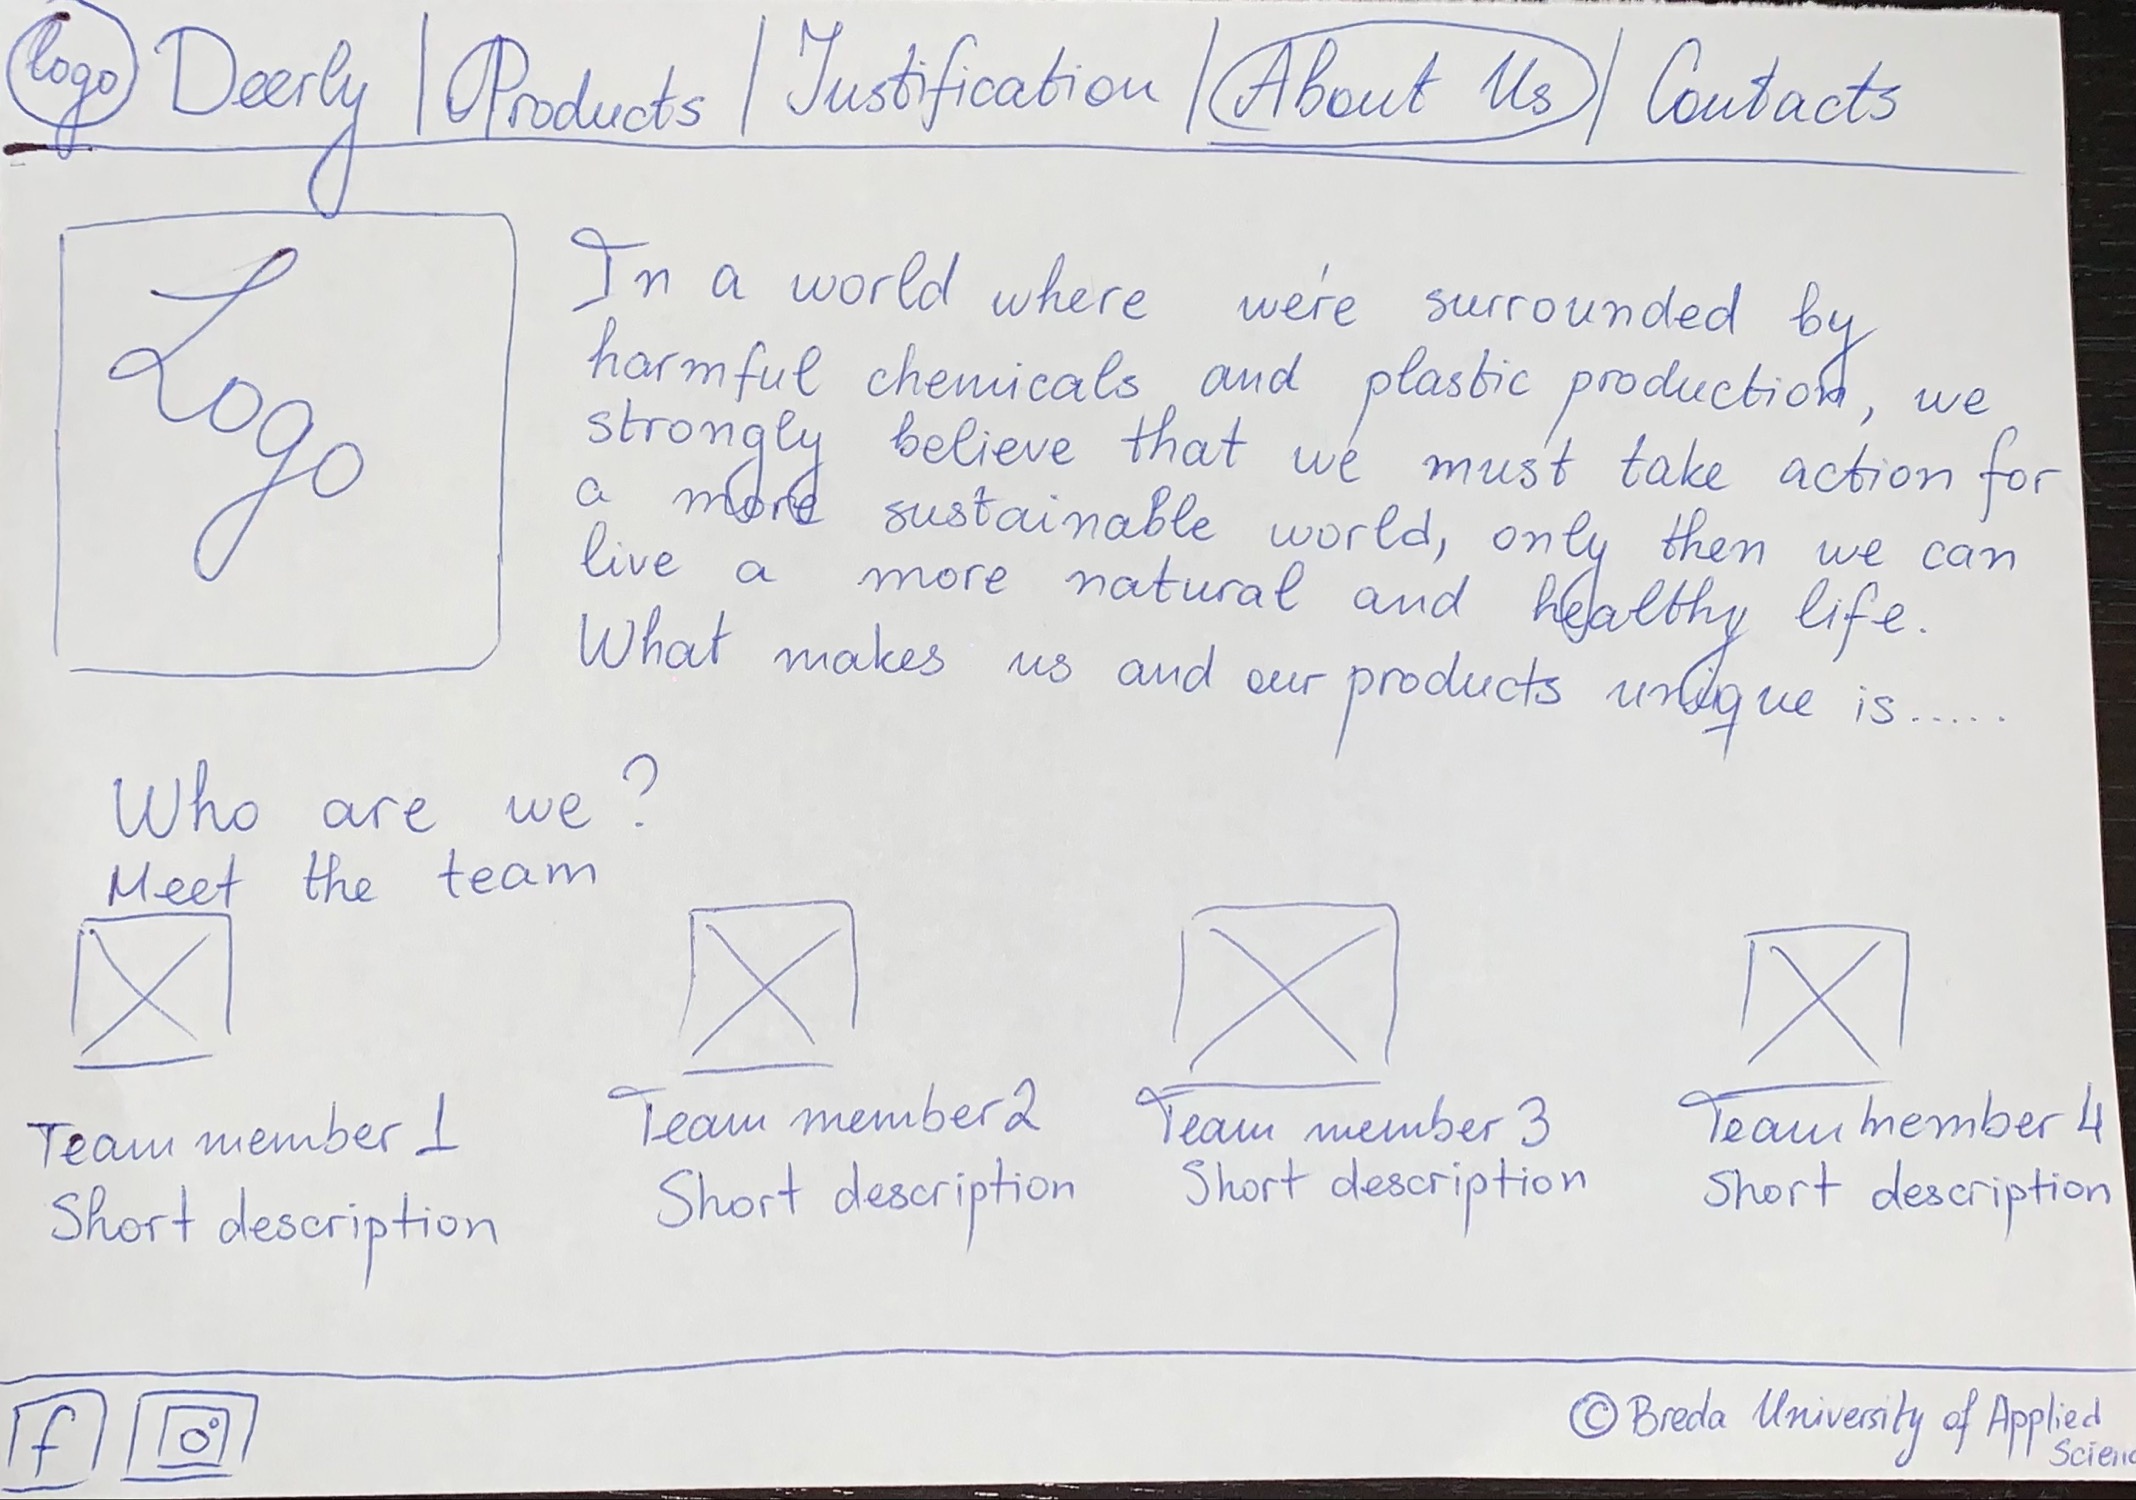 logo Deerly | Products | Justification | About Us | Contacts
Logo
In a world where we're surrounded by
harmful chemicals and plastic production, we
strongly believe that we must take action for
a more sustainable world, only then we can
live a more natural and healthy life.
What makes us and our products unique is.....
Who are we?
Meet the team
Team member 1
Short description
Team member 2
Short description
Team member 3
Short description
Team member 4
Short description
f
© Breda University of Applied
Scienc